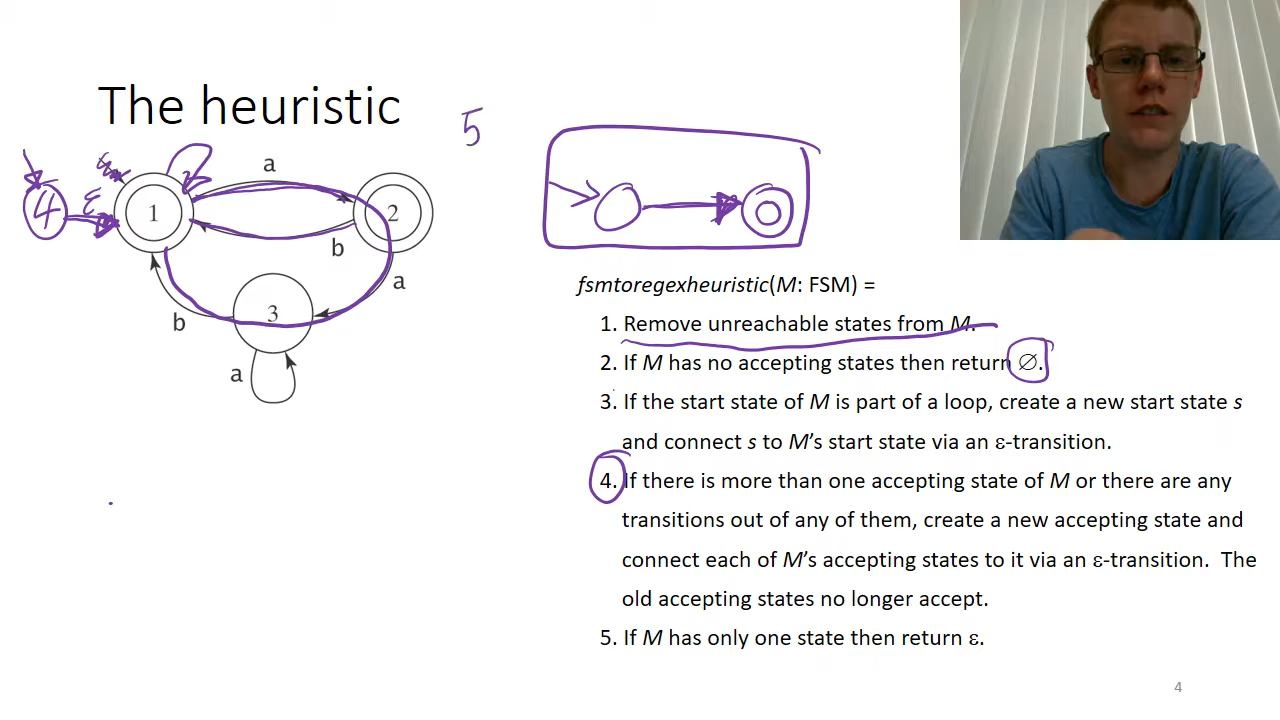 The heuristic
5
a
4
ε
1
2
b
a
3
b
a
fsmtoregexheuristic(M: FSM) =
1. Remove unreachable states from M.
2. If M has no accepting states then return ∅.
3. If the start state of M is part of a loop, create a new start state s
and connect s to M’s start state via an ε-transition.
4. If there is more than one accepting state of M or there are any
transitions out of any of them, create a new accepting state and
connect each of M’s accepting states to it via an ε-transition. The
old accepting states no longer accept.
5. If M has only one state then return ε.
4